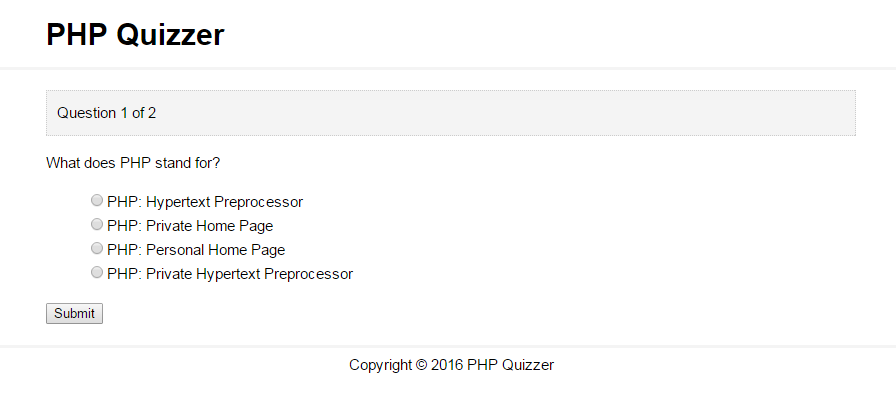 PHP Quizzer
Question 1 of 2
What does PHP stand for?
PHP: Hypertext Preprocessor
PHP: Private Home Page
PHP: Personal Home Page
PHP: Private Hypertext Preprocessor
Submit
Copyright © 2016 PHP Quizzer